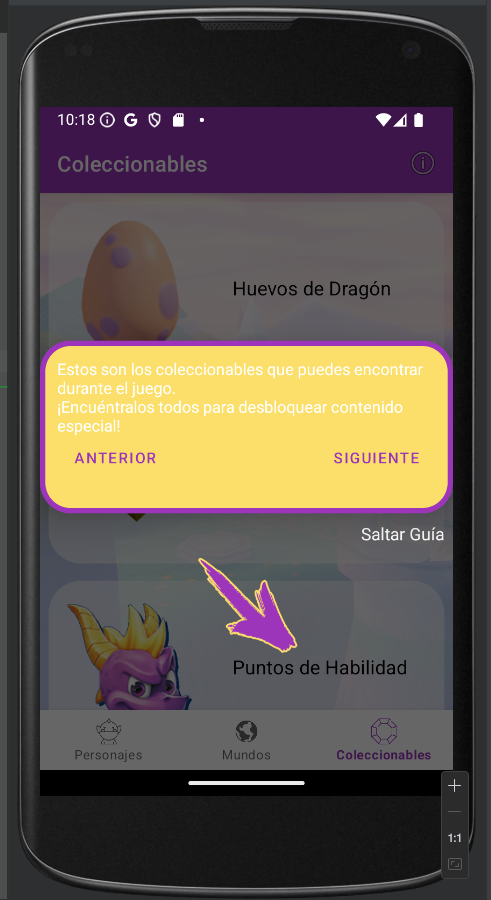 10:18
Coleccionables
Huevos de Dragón
Estos son los coleccionables que puedes encontrar
durante el juego.
¡Encuéntralos todos para desbloquear contenido
especial!
ANTERIOR SIGUIENTE
Saltar Guía
Puntos de Habilidad
Personajes Mundos Coleccionables
1:1